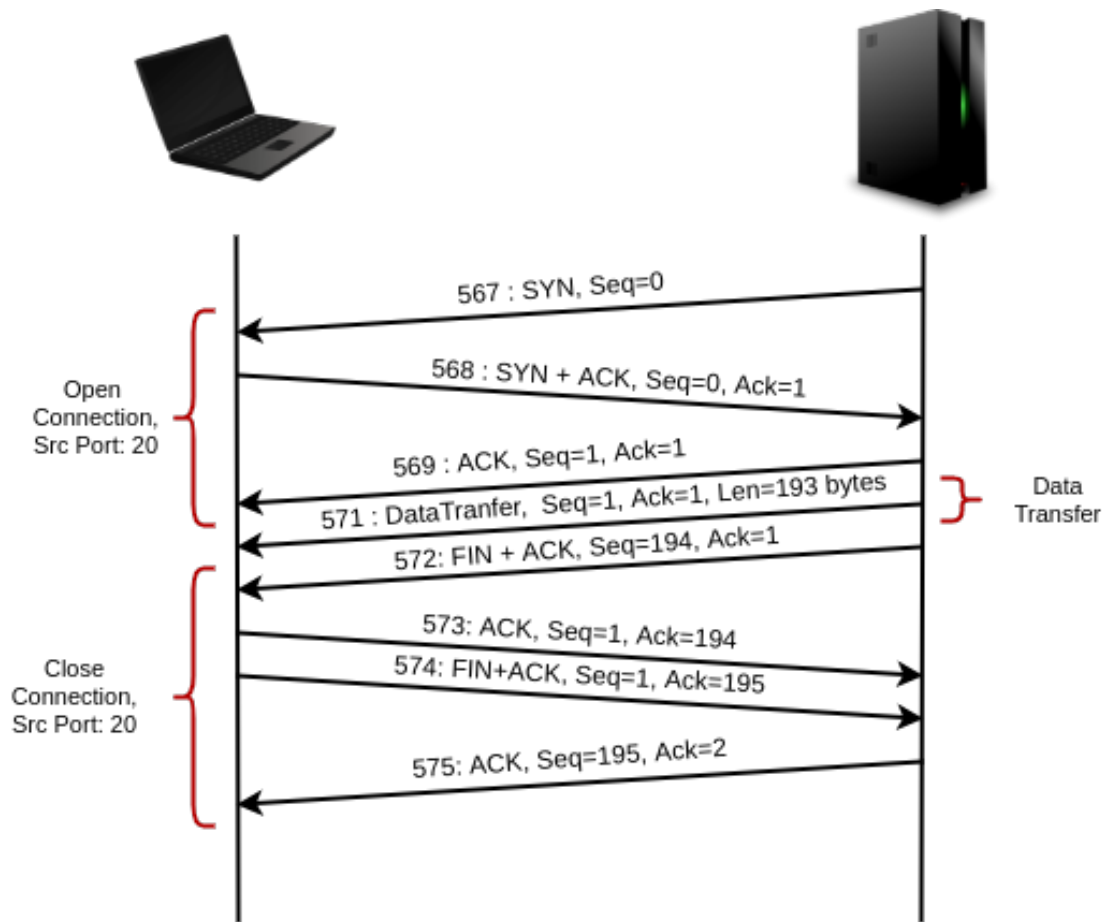 567 : SYN, Seq=0
568 : SYN + ACK, Seq=0, Ack=1
Open
Connection,
Src Port: 20
569 : ACK, Seq=1, Ack=1
571 : DataTranfer, Seq=1, Ack=1, Len=193 bytes
Data
Transfer
572: FIN + ACK, Seq=194, Ack=1
573: ACK, Seq=1, Ack=194
574: FIN+ACK, Seq=1, Ack=195
Close
Connection,
Src Port: 20
575: ACK, Seq=195, Ack=2